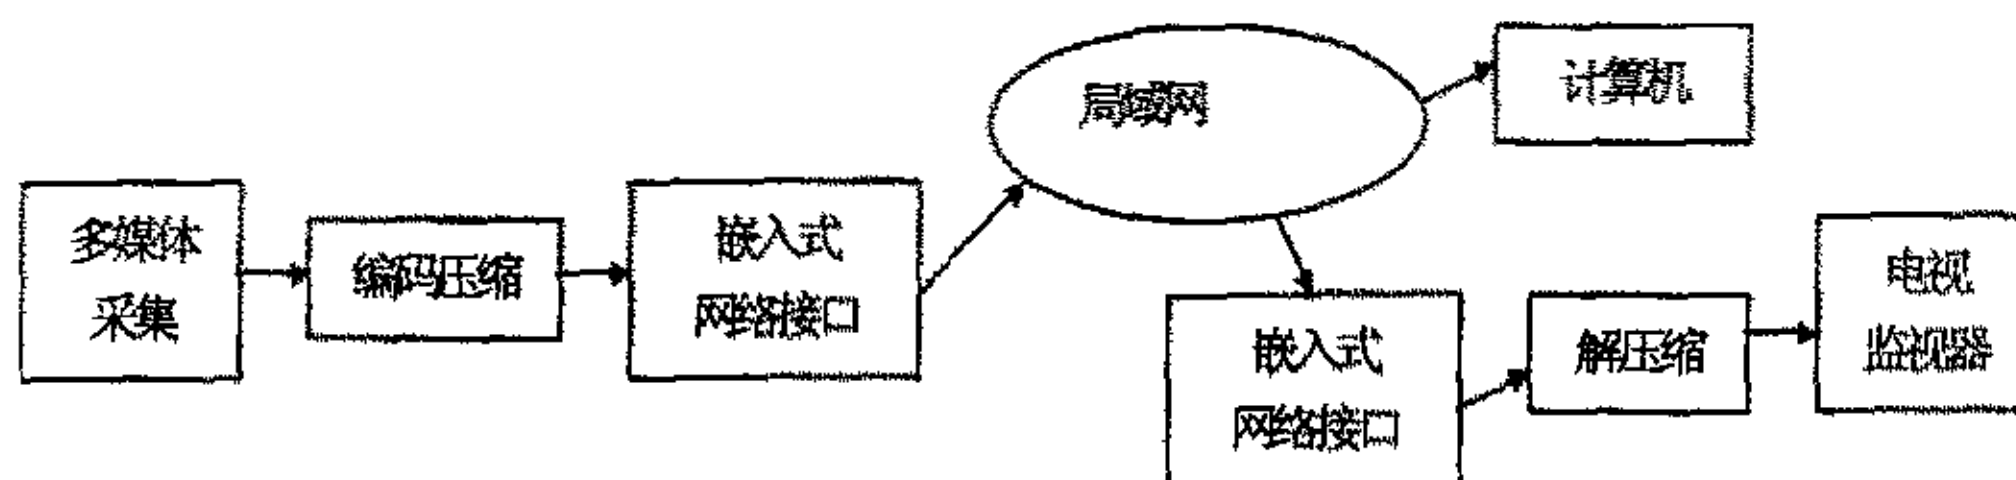 多媒体
采集
编码压缩
嵌入式
网络接口
局域网
计算机
嵌入式
网络接口
解压缩
电视
监视器